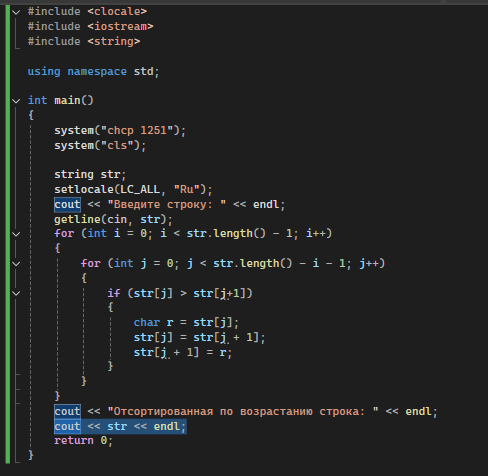 #include <clocale>
#include <iostream>
#include <string>
using namespace std;
int main()
{
system("chcp 1251");
system("cls");
string str;
setlocale(LC_ALL, "Ru");
cout << "Введите строку: " << endl;
getline(cin, str);
for (int i = 0; i < str.length() - 1; i++)
{
for (int j = 0; j < str.length() - i - 1; j++)
{
if (str[j] > str[j+1])
{
char r = str[j];
str[j] = str[j + 1];
str[j + 1] = r;
}
}
}
cout << "Отсортированная по возрастанию строка: " << endl;
cout << str << endl;
return 0;
}